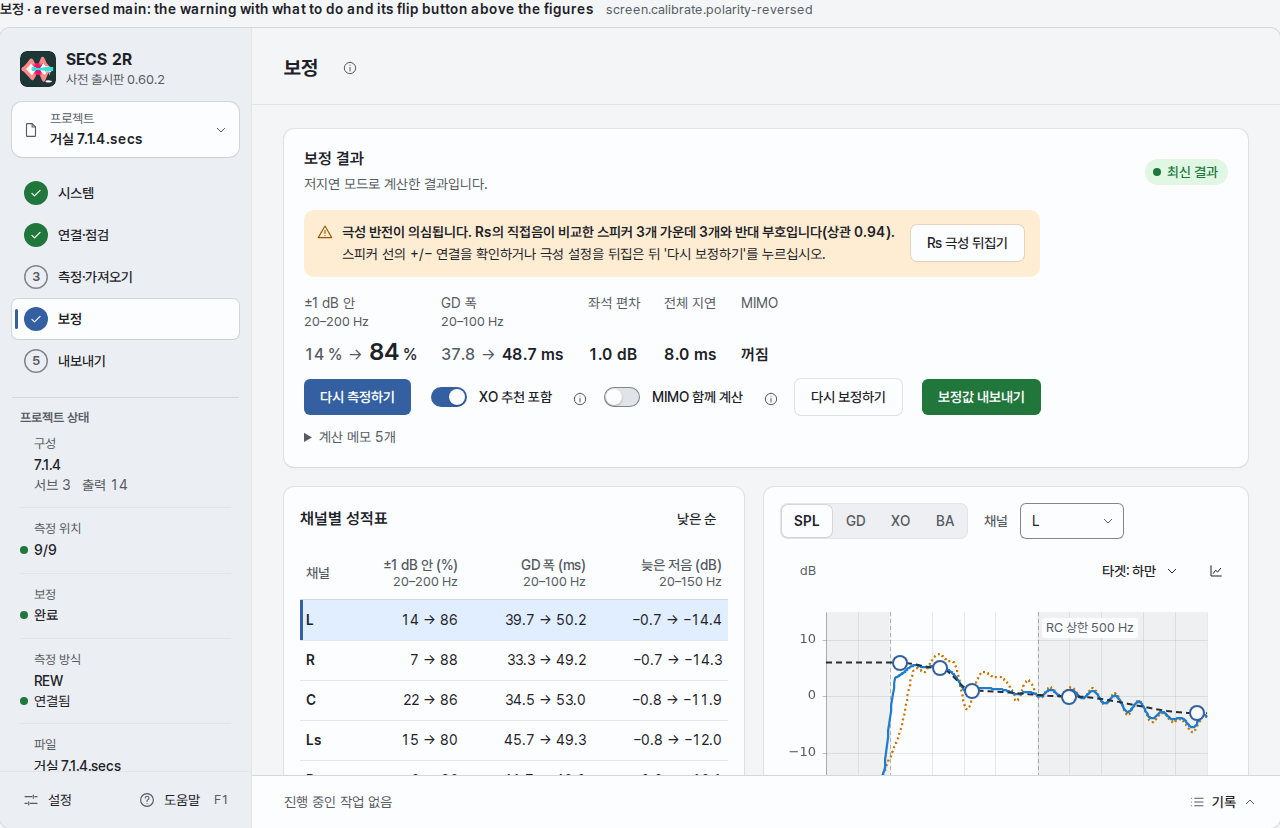 보정 · a reversed main: the warning with what to do and its flip button above the figures screen.calibrate.polarity-reversed
SECS 2R
사전 출시판 0.60.2
프로젝트
거실 7.1.4.secs
시스템
연결·점검
3 측정·가져오기
보정
5 내보내기
프로젝트 상태
구성
7.1.4
서브 3 출력 14
측정 위치
9/9
보정
완료
측정 방식
REW
연결됨
파일
거실 7.1.4.secs
설정 도움말 F1
보정
보정 결과
저지연 모드로 계산한 결과입니다.
최신 결과
극성 반전이 의심됩니다. Rs의 직접음이 비교한 스피커 3개 가운데 3개와 반대 부호입니다(상관 0.94).
스피커 선의 +/− 연결을 확인하거나 극성 설정을 뒤집은 뒤 '다시 보정하기'를 누르십시오.
Rs 극성 뒤집기
±1 dB 안 GD 폭 좌석 편차 전체 지연 MIMO
20–200 Hz 20–100 Hz
14 % → 84 % 37.8 → 48.7 ms 1.0 dB 8.0 ms 꺼짐
다시 측정하기 XO 추천 포함 MIMO 함께 계산 다시 보정하기 보정값 내보내기
▶ 계산 메모 5개
채널별 성적표 낮은 순
채널 ±1 dB 안 (%) GD 폭 (ms) 늦은 저음 (dB)
20–200 Hz 20–100 Hz 20–150 Hz
L 14 → 86 39.7 → 50.2 −0.7 → −14.4
R 7 → 88 33.3 → 49.2 −0.7 → −14.3
C 22 → 86 34.5 → 53.0 −0.8 → −11.9
Ls 15 → 80 45.7 → 49.3 −0.8 → −12.0
SPL GD XO BA 채널 L
dB 타겟: 하만
RC 상한 500 Hz
10
0
−10
진행 중인 작업 없음 기록